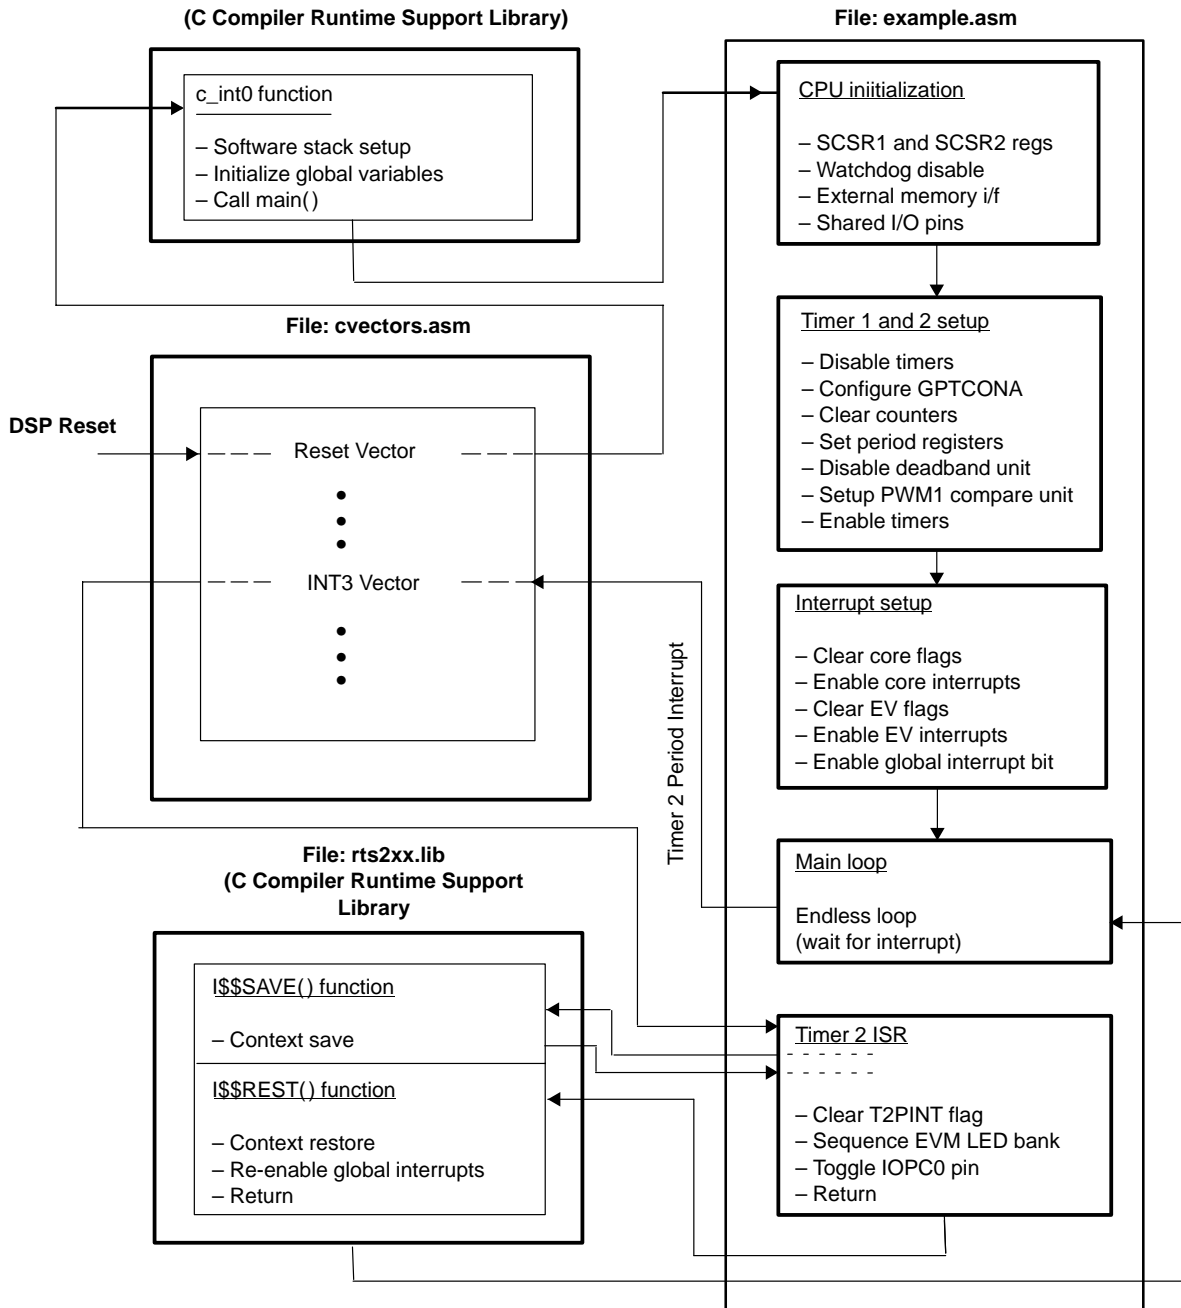 (C Compiler Runtime Support Library)
c_int0 function
– Software stack setup
– Initialize global variables
– Call main()
File: cvectors.asm
DSP Reset
Reset Vector
INT3 Vector
Timer 2 Period Interrupt
File: rts2xx.lib
(C Compiler Runtime Support
Library
I$$SAVE() function
– Context save
I$$REST() function
– Context restore
– Re-enable global interrupts
– Return
File: example.asm
CPU iniitialization
– SCSR1 and SCSR2 regs
– Watchdog disable
– External memory i/f
– Shared I/O pins
Timer 1 and 2 setup
– Disable timers
– Configure GPTCONA
– Clear counters
– Set period registers
– Disable deadband unit
– Setup PWM1 compare unit
– Enable timers
Interrupt setup
– Clear core flags
– Enable core interrupts
– Clear EV flags
– Enable EV interrupts
– Enable global interrupt bit
Main loop
Endless loop
(wait for interrupt)
Timer 2 ISR
– Clear T2PINT flag
– Sequence EVM LED bank
– Toggle IOPC0 pin
– Return